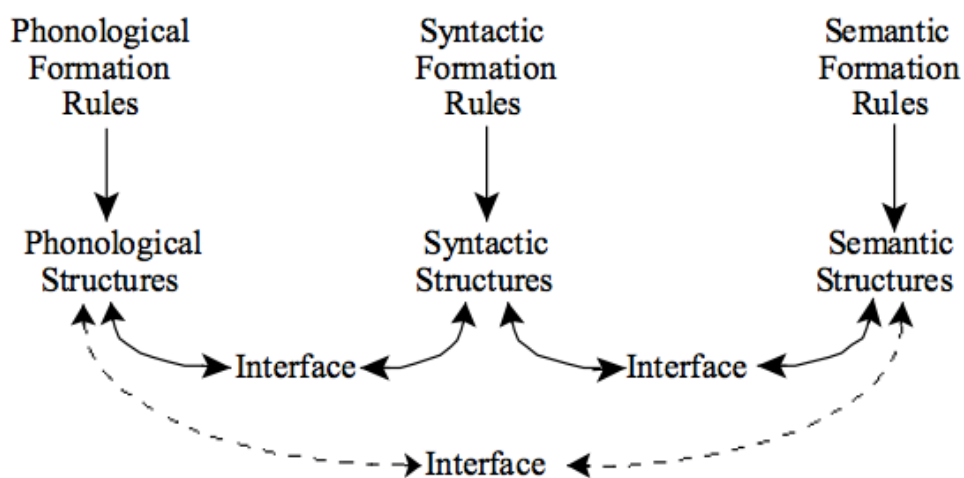 Phonological
Formation
Rules
Syntactic
Formation
Rules
Semantic
Formation
Rules
Phonological
Structures
Syntactic
Structures
Semantic
Structures
Interface
Interface
Interface